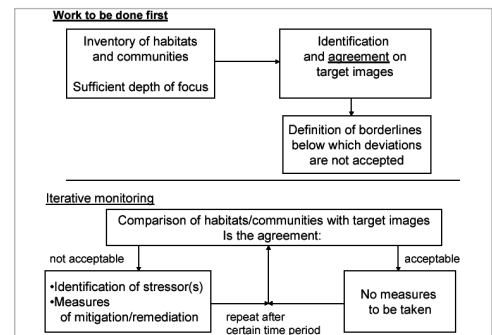 Work to be done first
Inventory of habitats
and communities
Sufficient depth of focus
Identification
and agreement on
target images
Definition of borderlines
below which deviations
are not accepted
Iterative monitoring
Comparison of habitats/communities with target images
Is the agreement:
not acceptable
acceptable
•Identification of stressor(s)
•Measures
of mitigation/remediation
repeat after
certain time period
No measures
to be taken